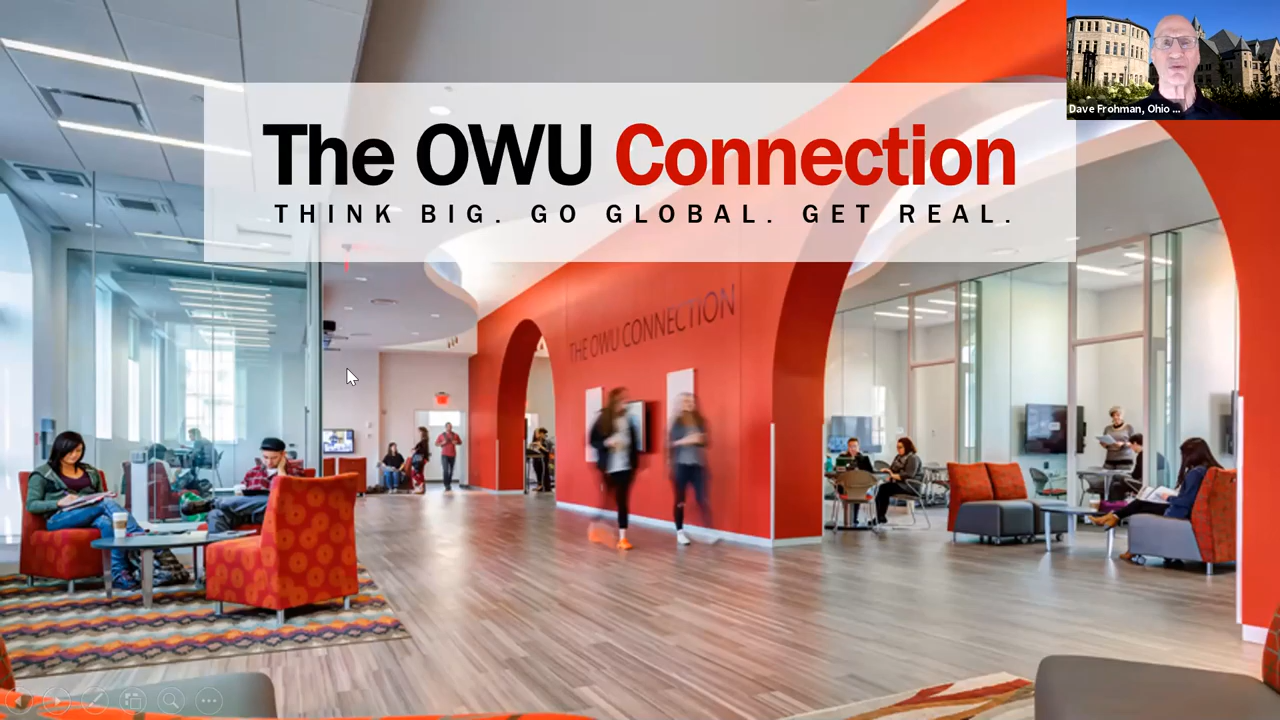 The OWU Connection
THINK BIG. GO GLOBAL. GET REAL.
Dave Frohman, Ohio ...
THE OWU CONNECTION